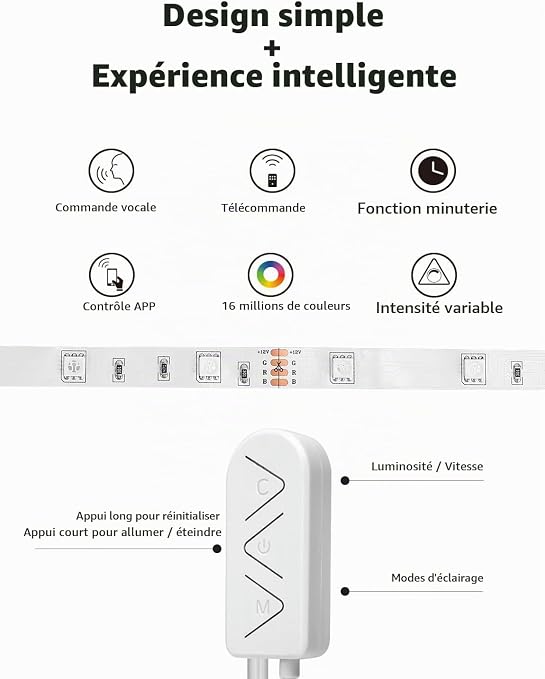 Design simple
+
Expérience intelligente
Commande vocale
Télécommande
Fonction minuterie
Contrôle APP
16 millions de couleurs
Intensité variable
+12V +12V
G G
R R
B B
Luminosité / Vitesse
C
Appui long pour réinitialiser
Appui court pour allumer / éteindre
Modes d'éclairage
M